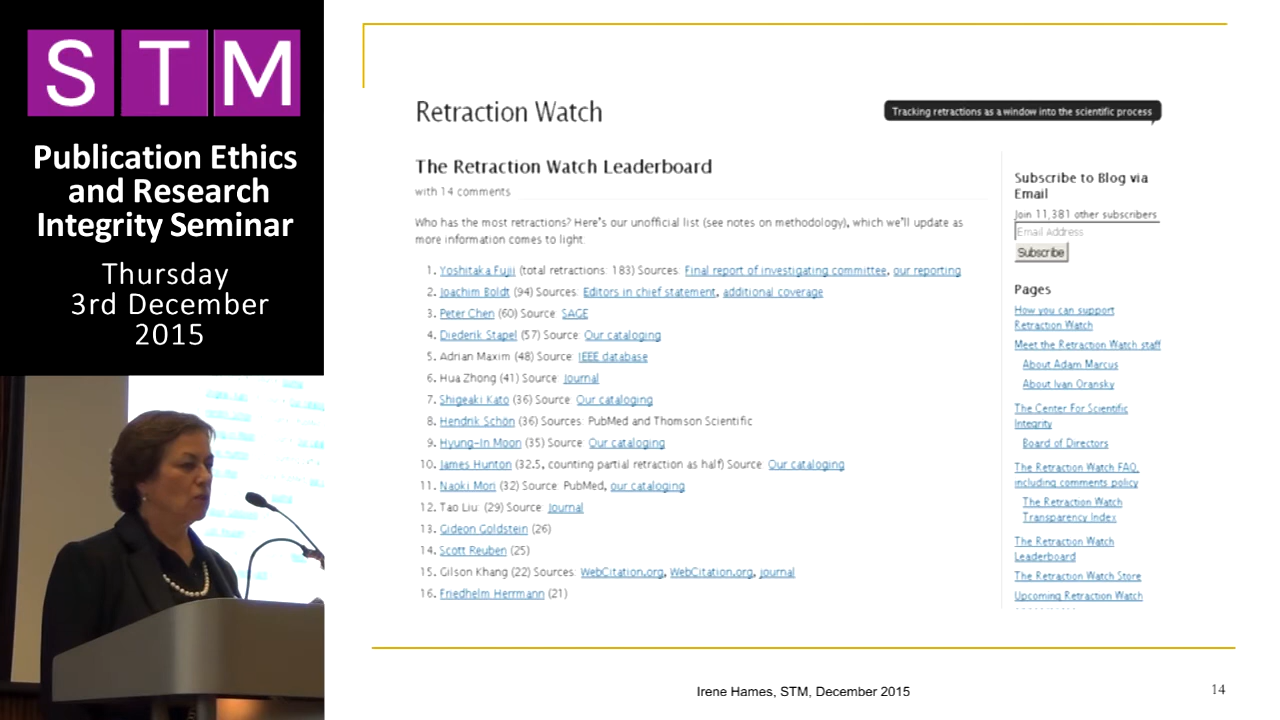 STM
Publication Ethics
and Research
Integrity Seminar
Thursday
3rd December
2015
Retraction Watch
Tracking retractions as a window into the scientific process
The Retraction Watch Leaderboard
with 14 comments
Who has the most retractions? Here's our unofficial list (see notes on methodology), which we'll update as
more information comes to light:
1. Yoshitaka Fujii (total retractions: 183) Sources: Final report of investigating committee, our reporting
2. Joachim Boldt (94) Sources: Editors in chief statement, additional coverage
3. Peter Chen (60) Source: SAGE
4. Diederik Stapel (57) Source: Our cataloging
5. Adrian Maxim (48) Source: IEEE database
6. Hua Zhong (41) Source: Journal
7. Shigeaki Kato (36) Source: Our cataloging
8. Hendrik Schön (36) Sources: PubMed and Thomson Scientific
9. Hyung-In Moon (35) Source: Our cataloging
10. James Hunton (32.5, counting partial retraction as half) Source: Our cataloging
11. Naoki Mori (32) Source: PubMed, our cataloging
12. Tao Liu: (29) Source: Journal
13. Gideon Goldstein (26)
14. Scott Reuben (25)
15. Gilson Khang (22) Sources: WebCitation.org, WebCitation.org, journal
16. Friedhelm Herrmann (21)
Subscribe to Blog via
Email
Join 11,381 other subscribers
Email Address
Subscribe
Pages
How you can support
Retraction Watch
Meet the Retraction Watch staff
About Adam Marcus
About Ivan Oransky
The Center For Scientific
Integrity
Board of Directors
The Retraction Watch FAQ,
including comments policy
The Retraction Watch
Transparency Index
The Retraction Watch
Leaderboard
The Retraction Watch Store
Upcoming Retraction Watch
Irene Hames, STM, December 2015
14